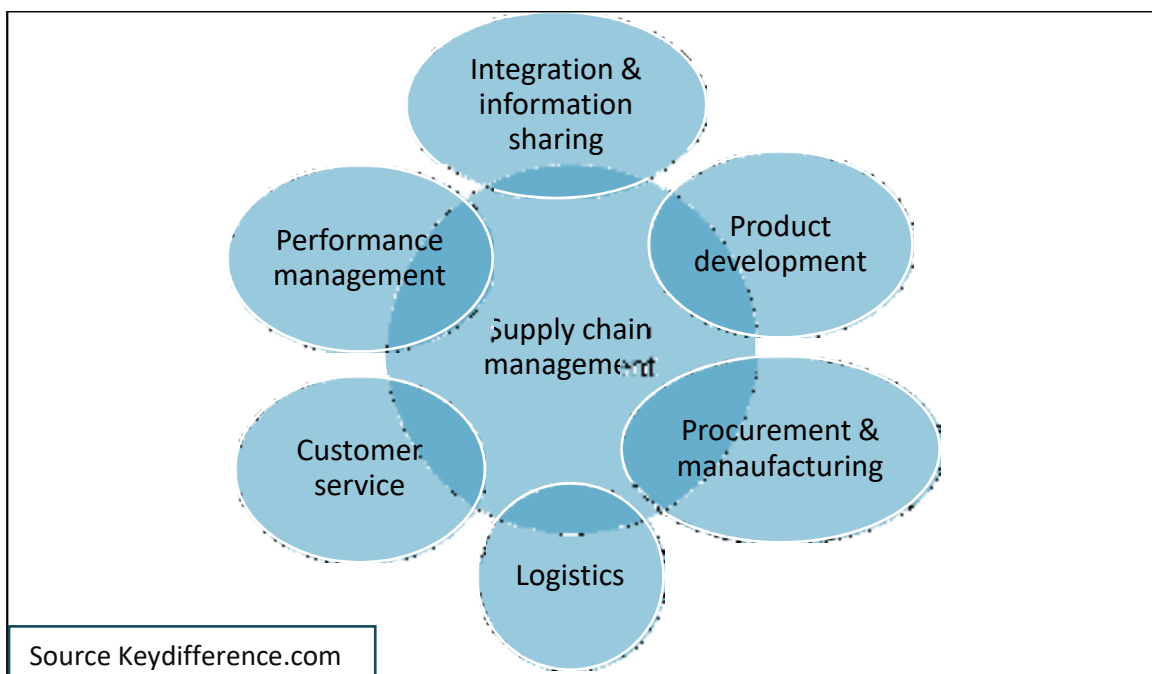 Integration &
information
sharing
Product
development
Performance
management
Supply chain
management
Procurement &
manaufacturing
Customer
service
Logistics
Source Keydifference.com